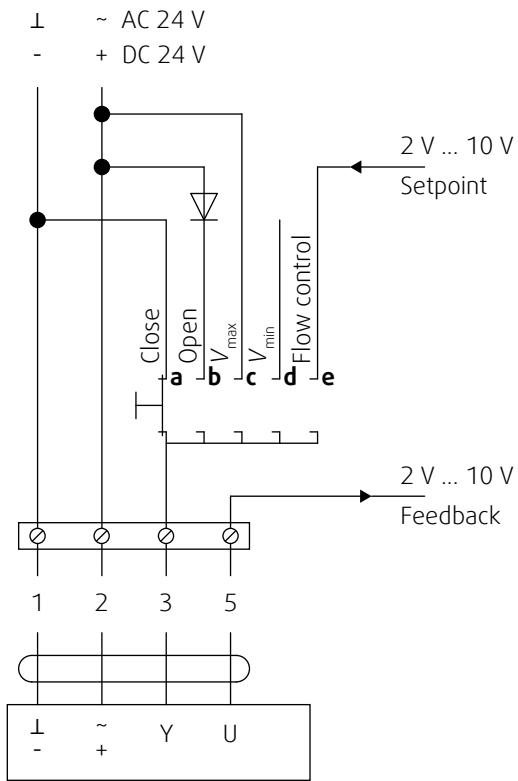 ⊥ ~ AC 24 V
- + DC 24 V
2 V ... 10 V
Setpoint
Close
Open
Vmax
Vmin
Flow control
a b c d e
2 V ... 10 V
Feedback
1 2 3 5
⊥ ~ Y U
- +